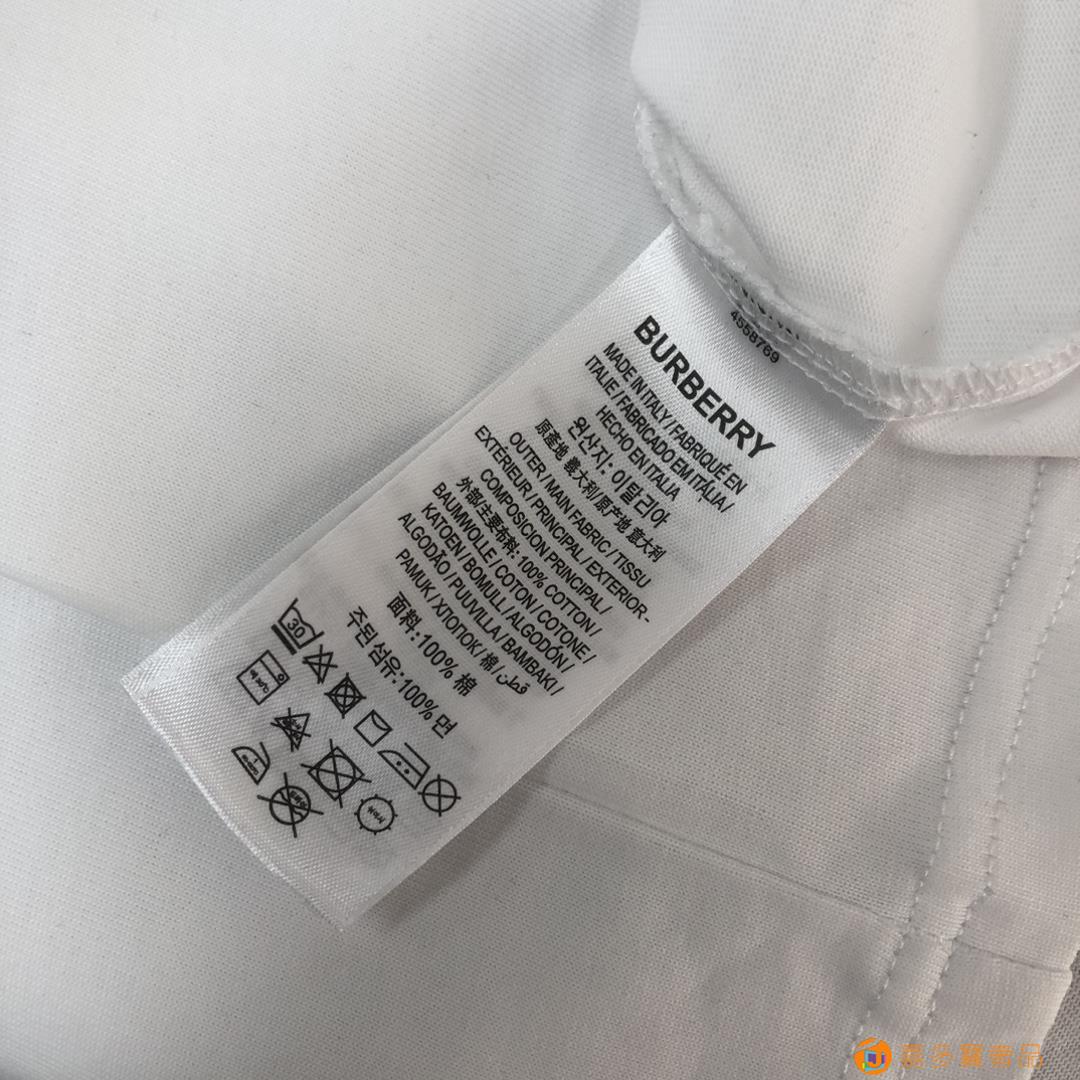 4558769
BURBERRY
MADE IN ITALY / FABRIQUÉ EN
ITALIE / FABRICADO EM ITÁLIA /
HECHO EN ITALIA
원산지: 이탈리아
原產地 義大利/原产地 意大利
OUTER / MAIN FABRIC / TISSU
EXTÉRIEUR / PRINCIPAL / EXTERIOR-
COMPOSICION PRINCIPAL /
外部/主要布料: 100% COTTON /
BAUMWOLLE / COTON / COTONE /
KATOEN / BOMULL / ALGODÓN /
ALGODÃO / PUUVILLA / BAMBAKI /
PAMUK / ХЛОПОК / 棉 / قطن
面料: 100% 棉
주된 섬유: 100% 면
30